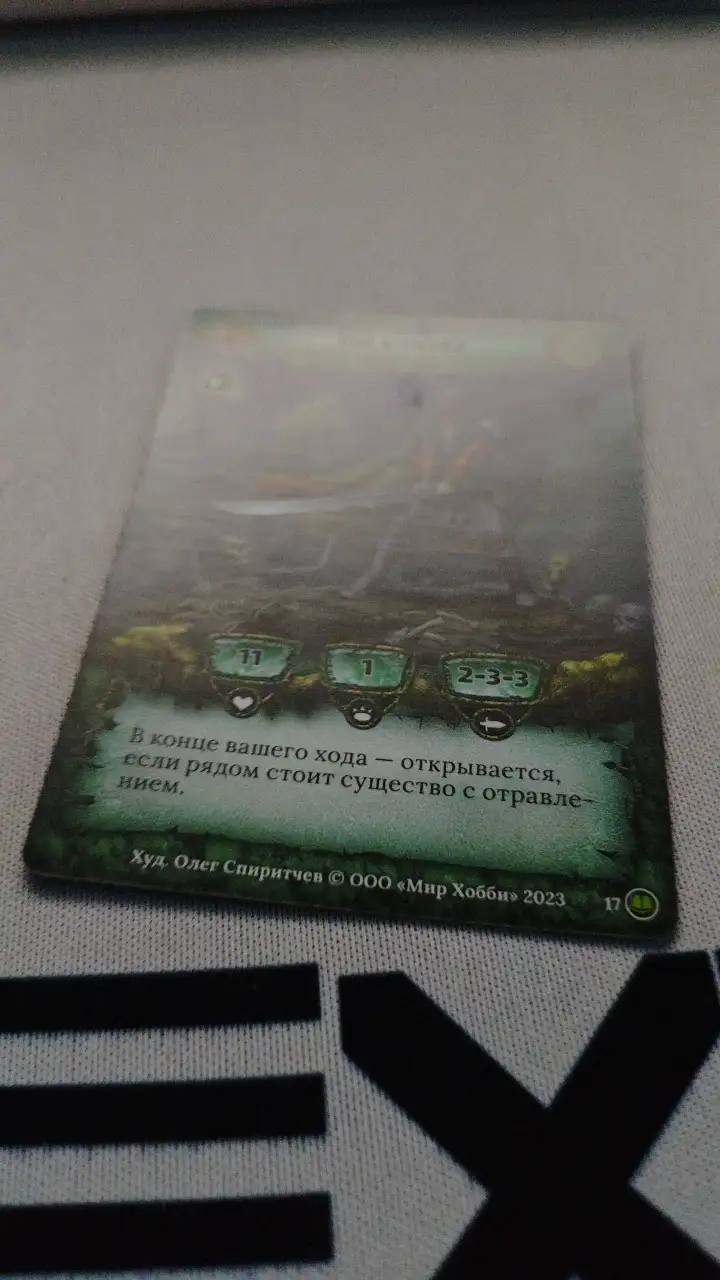 11
1
2-3-3
В конце вашего хода — открывается,
если рядом стоит существо с отравле-
нием.
Худ. Олег Спиритчев © ООО «Мир Хобби» 2023
17
EX